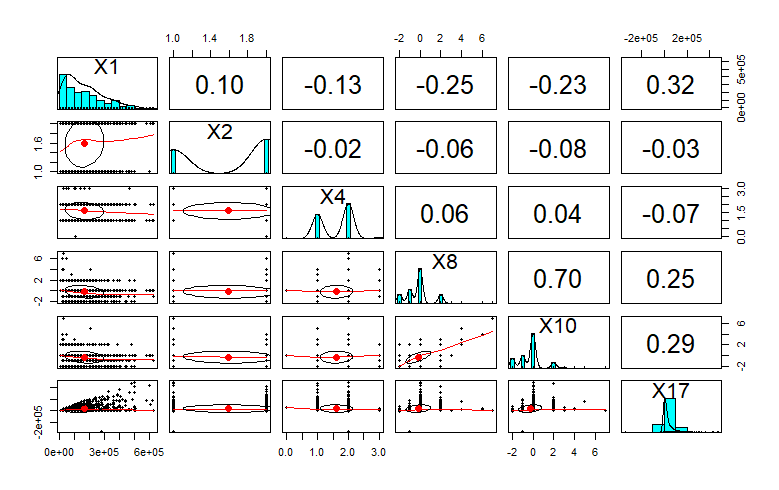 1.0 1.4 1.8 -2 0 2 4 6 -2e+05 2e+05
X1 0.10 -0.13 -0.25 -0.23 0.32 0e+00 5e+05
1.0 1.6 X2 -0.02 -0.06 -0.08 -0.03
X4 0.06 0.04 -0.07 0.0 1.5 3.0
-2 2 6 X8 0.70 0.25
X10 0.29 -2 2 6
-2e+05 X17
0e+00 3e+05 6e+05 0.0 1.0 2.0 3.0 -2 0 2 4 6